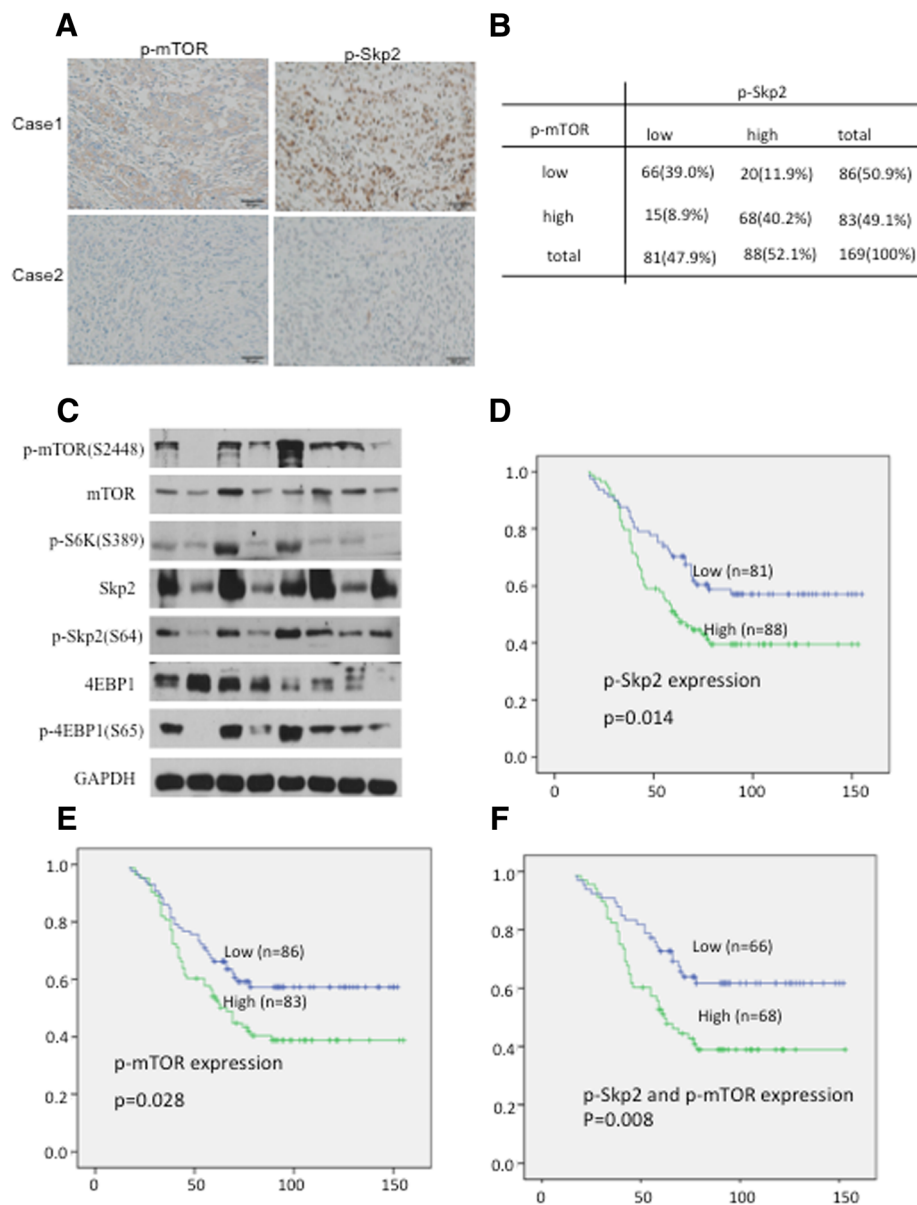 A
p-mTOR
p-Skp2
Case1
Case2
B
p-Skp2
p-mTOR
low
high
total
low
66(39.0%)
20(11.9%)
86(50.9%)
high
15(8.9%)
68(40.2%)
83(49.1%)
total
81(47.9%)
88(52.1%)
169(100%)
C
p-mTOR(S2448)
mTOR
p-S6K(S389)
Skp2
p-Skp2(S64)
4EBP1
p-4EBP1(S65)
GAPDH
D
1.0
0.8
0.6
0.4
0.2
0.0
Low (n=81)
High (n=88)
p-Skp2 expression
p=0.014
0
50
100
150
E
1.0
0.8
0.6
0.4
0.2
0.0
Low (n=86)
High (n=83)
p-mTOR expression
p=0.028
0
50
100
150
F
1.0
0.8
0.6
0.4
0.2
0.0
Low (n=66)
High (n=68)
p-Skp2 and p-mTOR expression
P=0.008
0
50
100
150